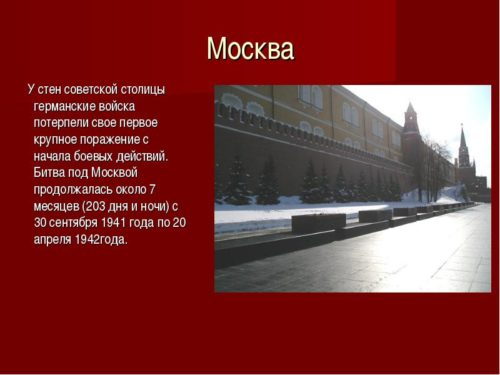 Москва
У стен советской столицы
германские войска
потерпели свое первое
крупное поражение с
начала боевых действий.
Битва под Москвой
продолжалась около 7
месяцев (203 дня и ночи) с
30 сентября 1941 года по 20
апреля 1942года.